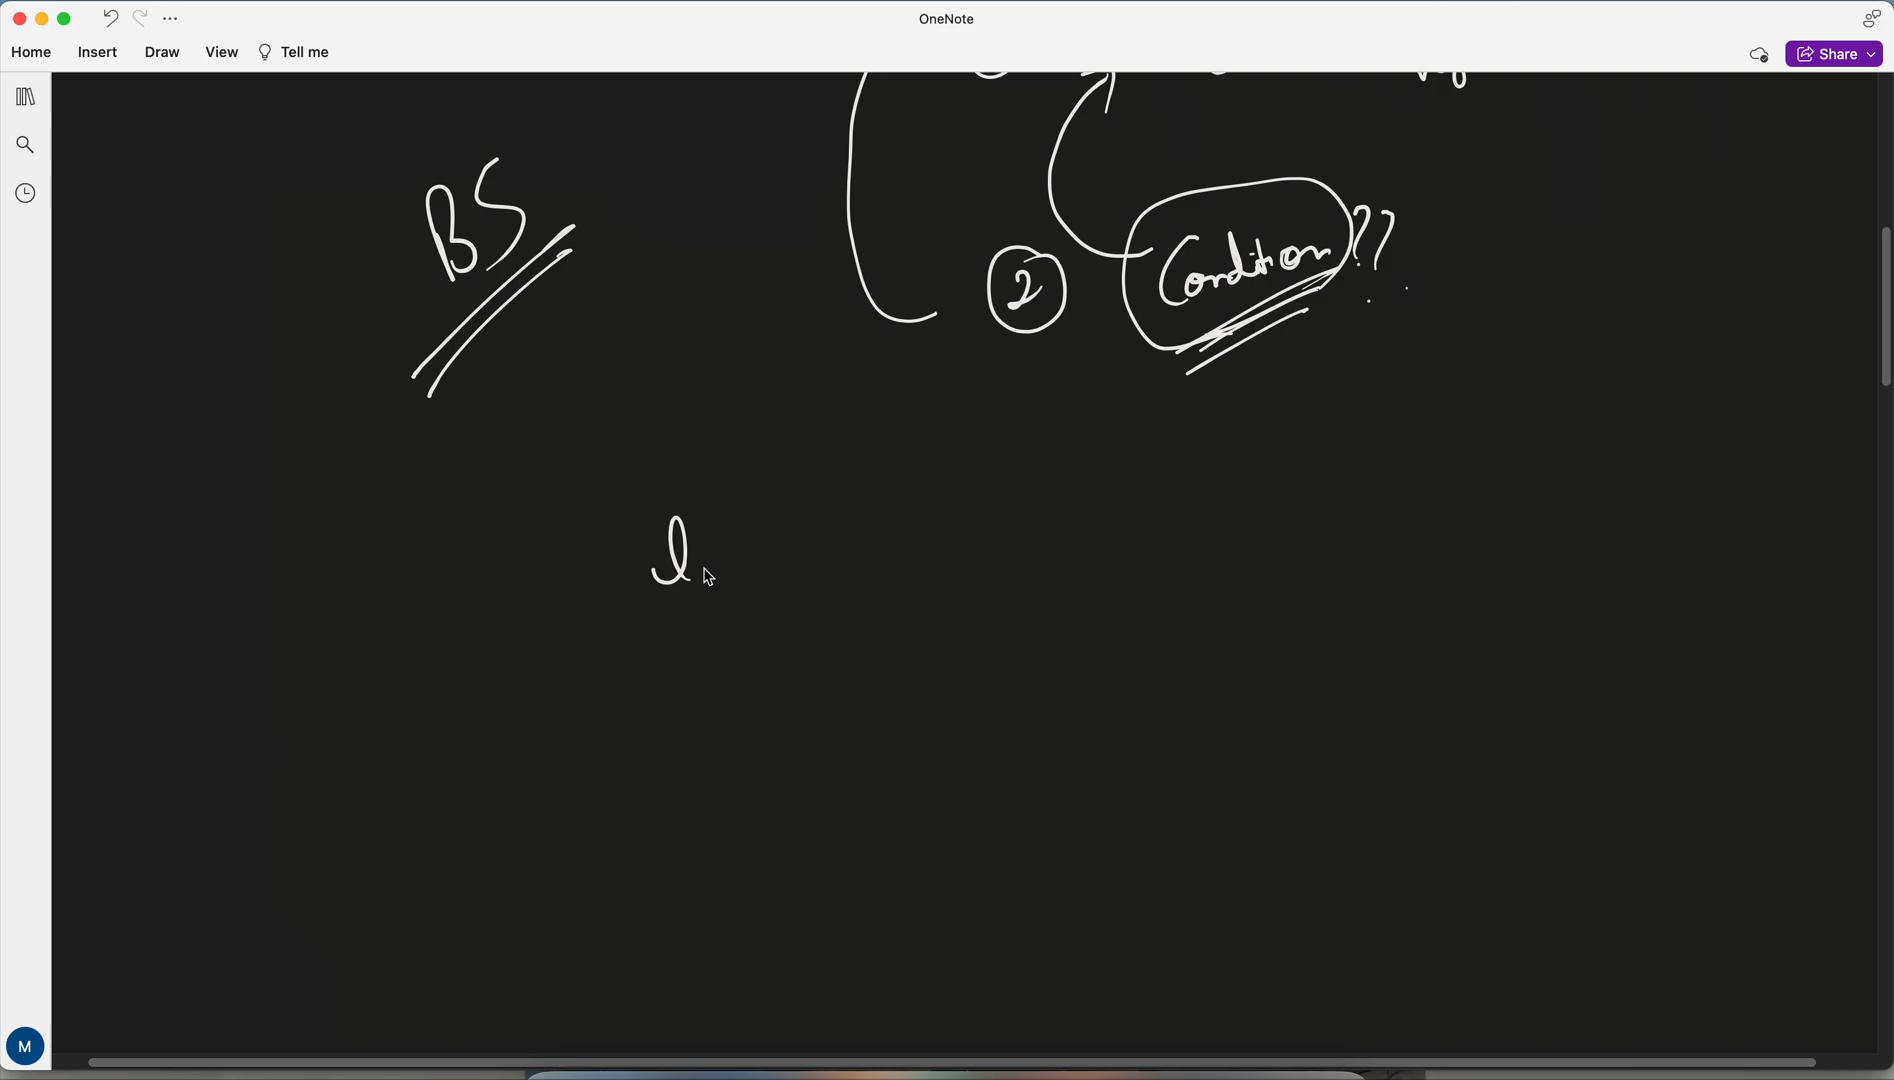 OneNote
Home Insert Draw View Tell me
Share
BS
② Condition ??
l
M